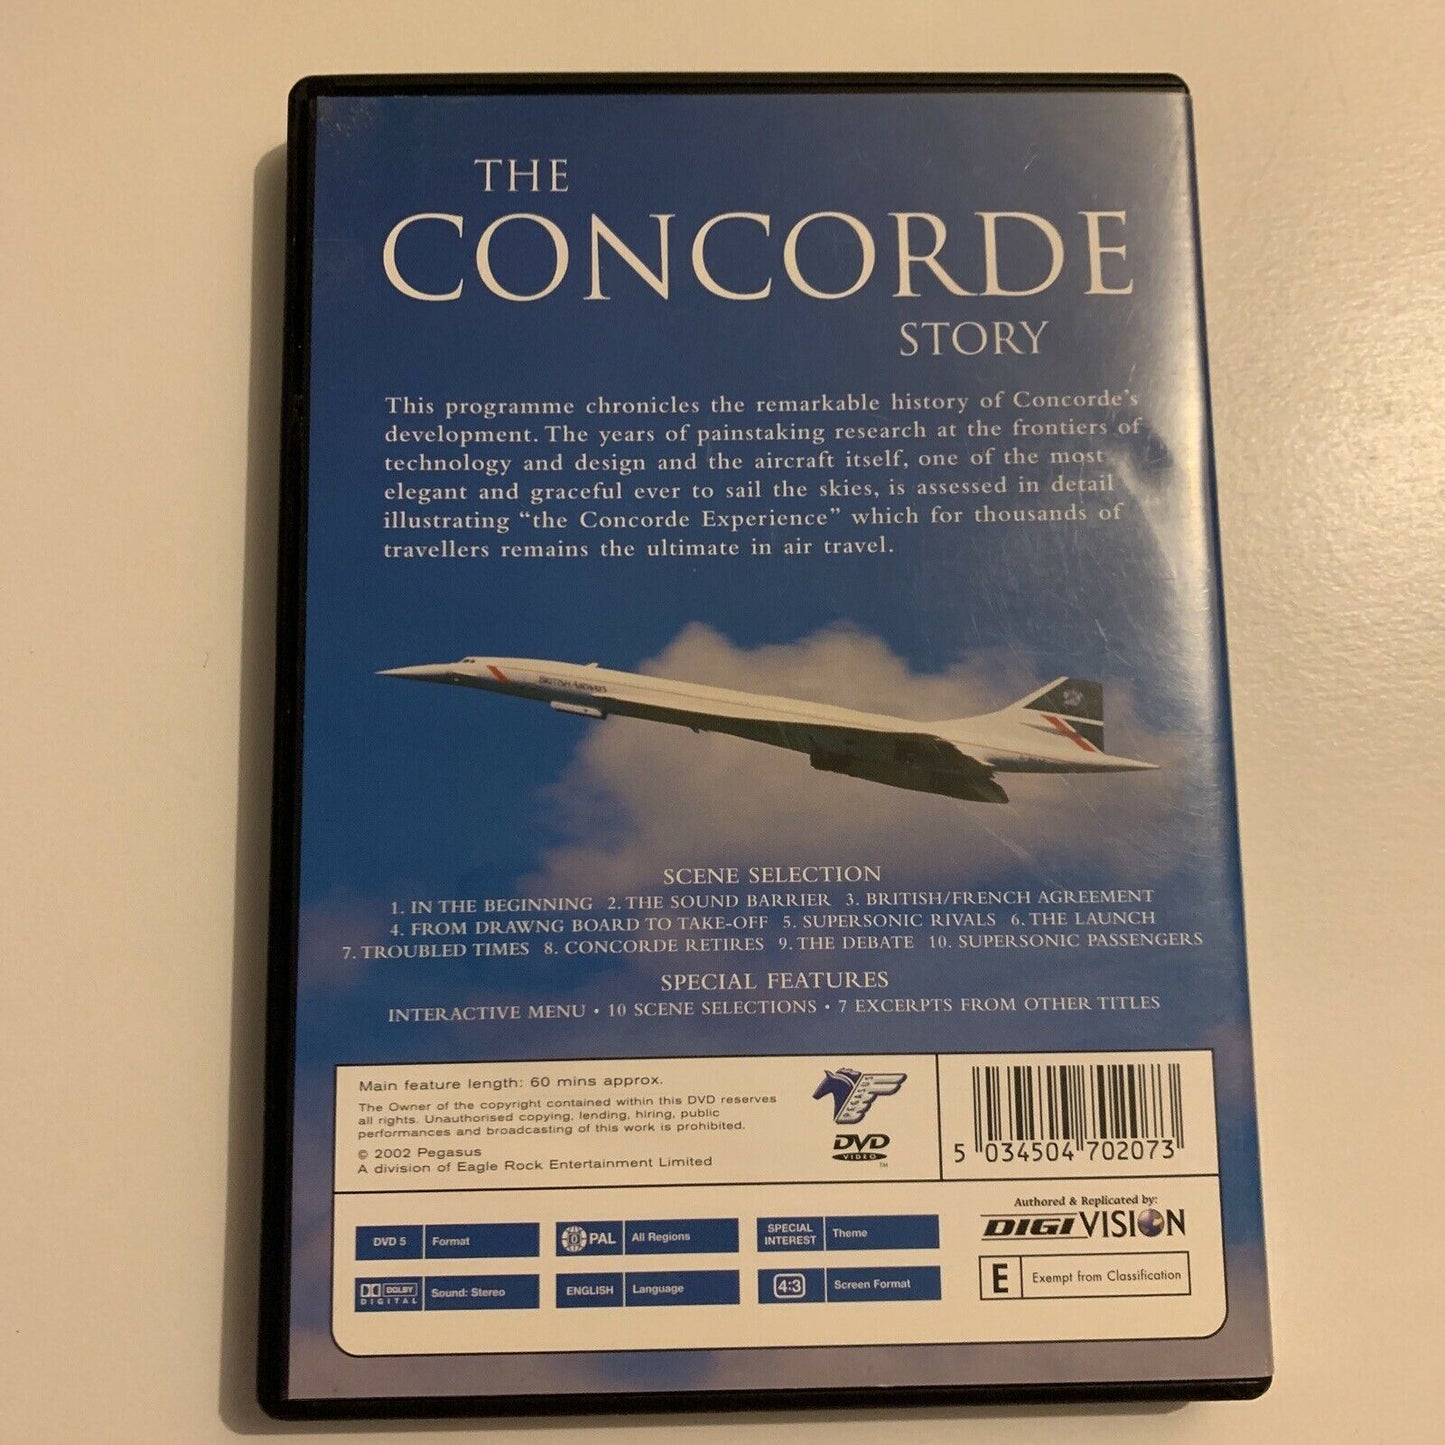 THE
CONCORDE
STORY
This programme chronicles the remarkable history of Concorde's
development. The years of painstaking research at the frontiers of
technology and design and the aircraft itself, one of the most
elegant and graceful ever to sail the skies, is assessed in detail
illustrating “the Concorde Experience” which for thousands of
travellers remains the ultimate in air travel.
BRITISH AIRWAYS
SCENE SELECTION
1. IN THE BEGINNING 2. THE SOUND BARRIER 3. BRITISH/FRENCH AGREEMENT
4. FROM DRAWNG BOARD TO TAKE-OFF 5. SUPERSONIC RIVALS 6. THE LAUNCH
7. TROUBLED TIMES 8. CONCORDE RETIRES 9. THE DEBATE 10. SUPERSONIC PASSENGERS
SPECIAL FEATURES
INTERACTIVE MENU • 10 SCENE SELECTIONS • 7 EXCERPTS FROM OTHER TITLES
Main feature length: 60 mins approx.
The Owner of the copyright contained within this DVD reserves
all rights. Unauthorised copying, lending, hiring, public
performances and broadcasting of this work is prohibited.
© 2002 Pegasus
A division of Eagle Rock Entertainment Limited
PEGASUS
DVD
VIDEO
TM
5 034504 702073
DVD 5 Format
0 PAL All Regions
SPECIAL INTEREST Theme
DOLBY DIGITAL Sound: Stereo
ENGLISH Language
4:3 Screen Format
Authored & Replicated by:
DIGIVISION
E Exempt from Classification